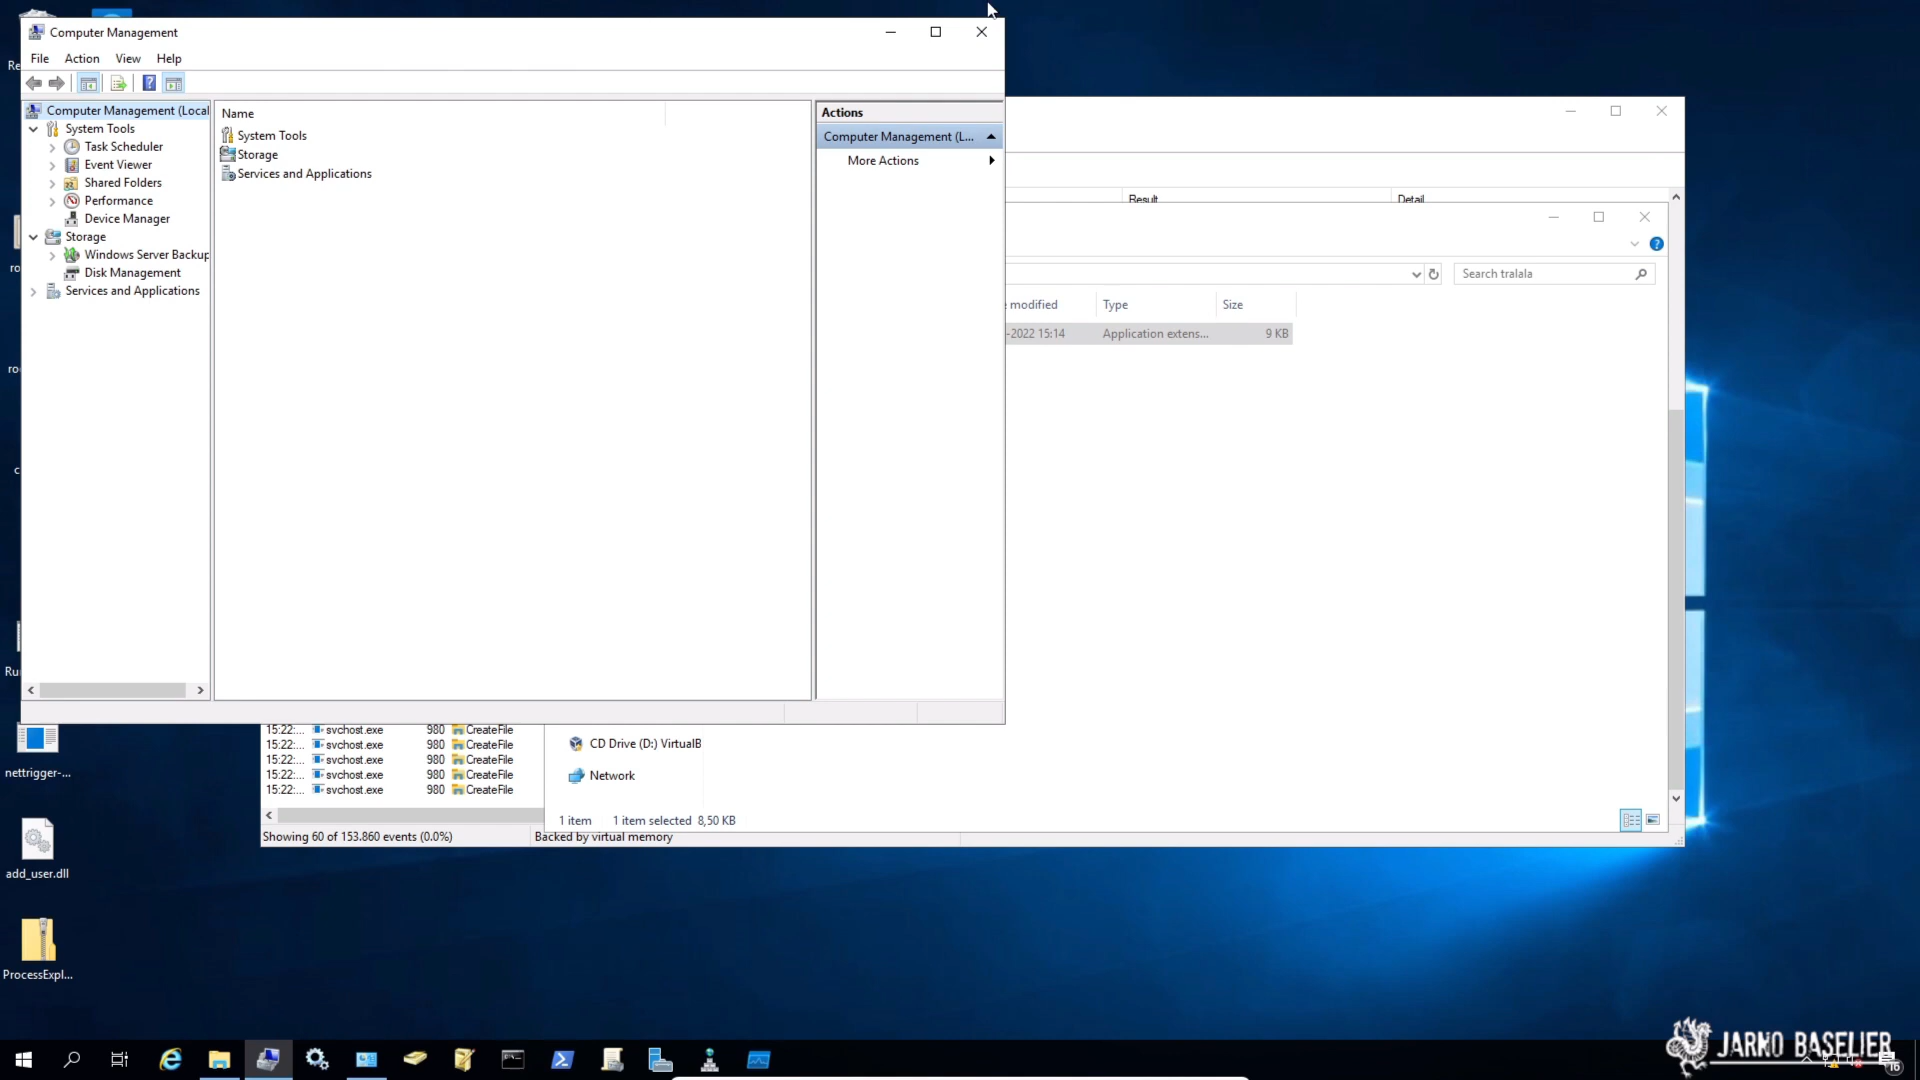 Computer Management
File Action View Help
Computer Management (Local
System Tools
Task Scheduler
Event Viewer
Shared Folders
Performance
Device Manager
Storage
Windows Server Backup
Disk Management
Services and Applications
Name
System Tools
Storage
Services and Applications
Actions
Computer Management (L...
More Actions
Result Detail
Search tralala
modified Type Size
-2022 15:14 Application extens... 9 KB
15:22:... svchost.exe 980 CreateFile
15:22:... svchost.exe 980 CreateFile
15:22:... svchost.exe 980 CreateFile
15:22:... svchost.exe 980 CreateFile
15:22:... svchost.exe 980 CreateFile
CD Drive (D:) VirtualB
Network
1 item 1 item selected 8,50 KB
Showing 60 of 153.860 events (0.0%) Backed by virtual memory
Re
ro
ro
c
Ru
nettrigger-...
add_user.dll
ProcessExpl...
JARNO BASELIER
16